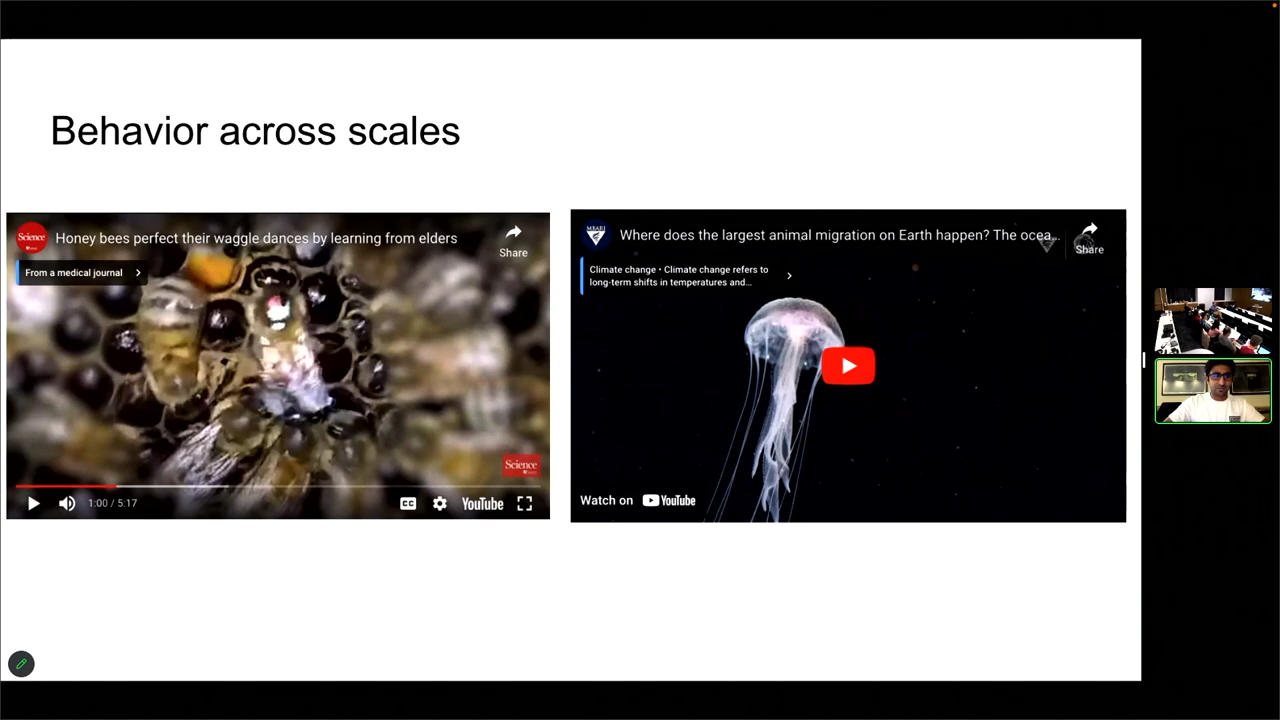 Behavior across scales
Science
Honey bees perfect their waggle dances by learning from elders
Share
From a medical journal
Science
1:00 / 5:17
CC
YouTube
MBARI
Where does the largest animal migration on Earth happen? The ocea...
Share
Climate change • Climate change refers to
long-term shifts in temperatures and...
Watch on YouTube